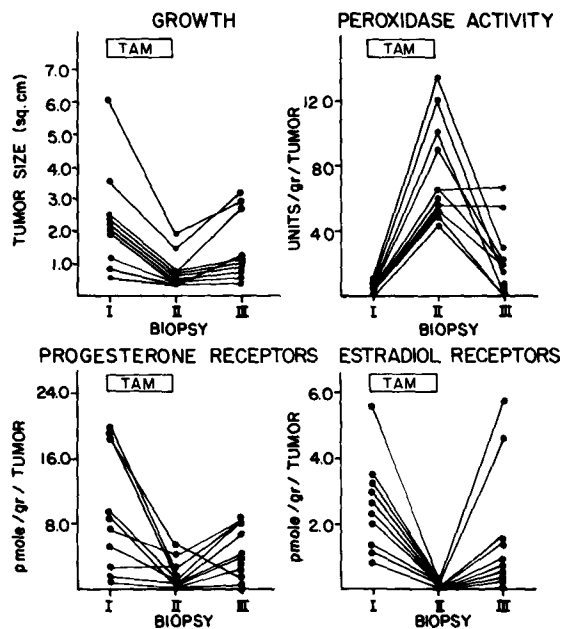 GROWTH
TAM
TUMOR SIZE (sq. cm)
7.0
6.0
5.0
4.0
3.0
2.0
1.0
I II III
BIOPSY
PEROXIDASE ACTIVITY
TAM
UNITS/gr/TUMOR
12.0
8.0
4.0
I II III
BIOPSY
PROGESTERONE RECEPTORS
TAM
pmole/gr/TUMOR
24.0
16.0
8.0
I II III
BIOPSY
ESTRADIOL RECEPTORS
TAM
pmole/gr/TUMOR
6.0
4.0
2.0
I II III
BIOPSY